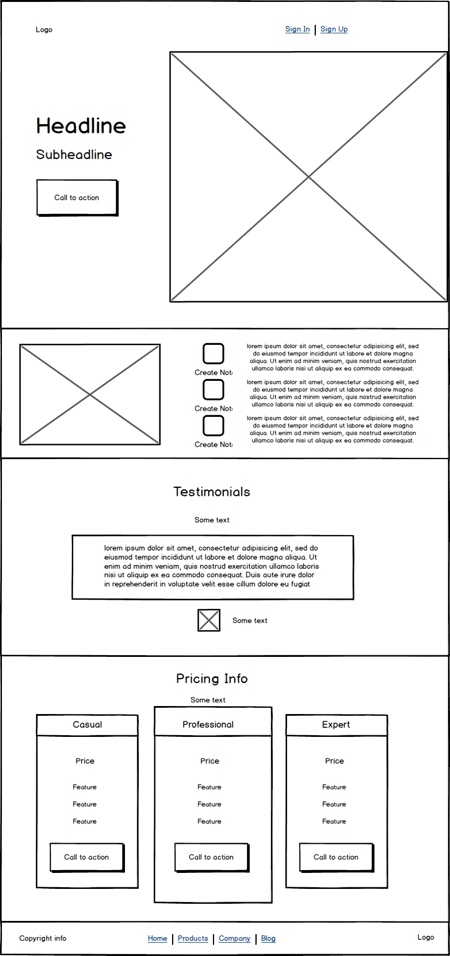 Logo
Sign In | Sign Up
Headline
Subheadline
Call to action
lorem ipsum dolor sit amet, consectetur adipisicing elit, sed
do eiusmod tempor incididunt ut labore et dolore magna
aliqua. Ut enim ad minim veniam, quis nostrud exercitation
ullamco laboris nisi ut aliquip ex ea commodo consequat.
Create Not
lorem ipsum dolor sit amet, consectetur adipisicing elit, sed
do eiusmod tempor incididunt ut labore et dolore magna
aliqua. Ut enim ad minim veniam, quis nostrud exercitation
ullamco laboris nisi ut aliquip ex ea commodo consequat.
Create Not
lorem ipsum dolor sit amet, consectetur adipisicing elit, sed
do eiusmod tempor incididunt ut labore et dolore magna
aliqua. Ut enim ad minim veniam, quis nostrud exercitation
ullamco laboris nisi ut aliquip ex ea commodo consequat.
Create Not
Testimonials
Some text
lorem ipsum dolor sit amet, consectetur adipisicing elit, sed do
eiusmod tempor incididunt ut labore et dolore magna aliqua. Ut
enim ad minim veniam, quis nostrud exercitation ullamco laboris
nisi ut aliquip ex ea commodo consequat. Duis aute irure dolor
in reprehenderit in voluptate velit esse cillum dolore eu fugiat
Some text
Pricing Info
Some text
Casual
Price
Feature
Feature
Feature
Call to action
Professional
Price
Feature
Feature
Feature
Call to action
Expert
Price
Feature
Feature
Feature
Call to action
Copyright info
Home | Products | Company | Blog
Logo